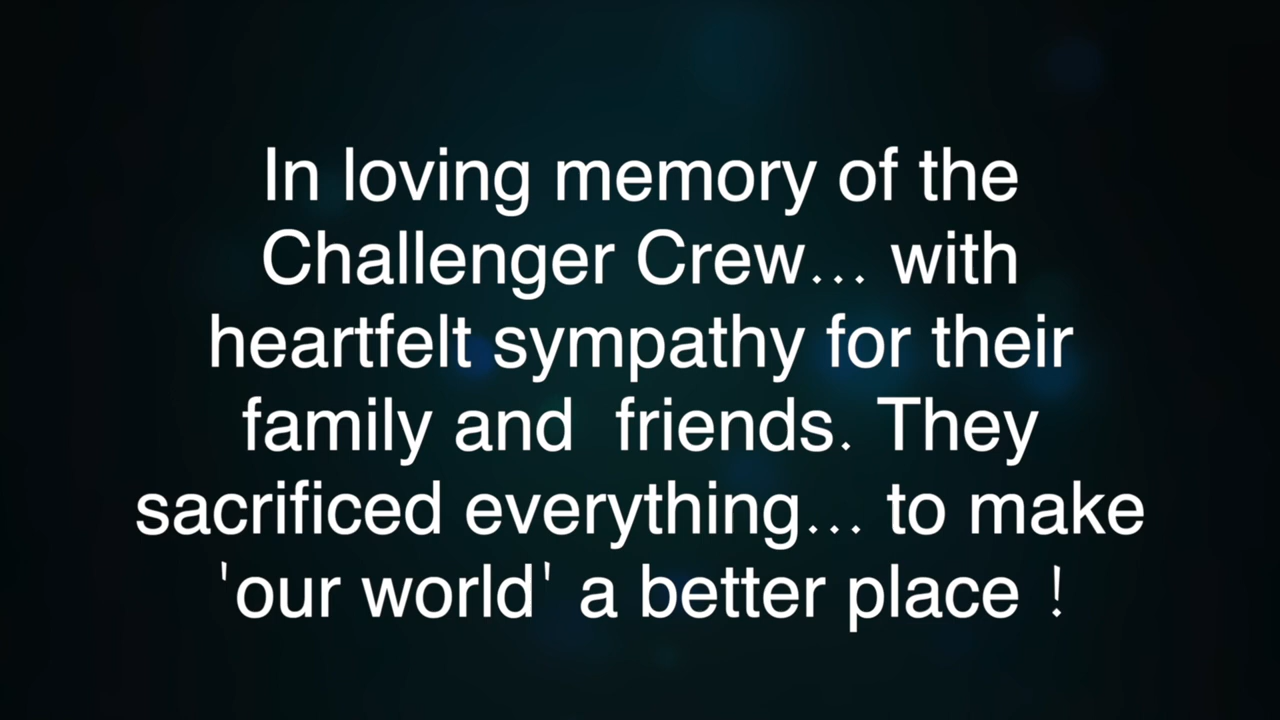 In loving memory of the
Challenger Crew... with
heartfelt sympathy for their
family and  friends. They
sacrificed everything... to make
'our world' a better place !